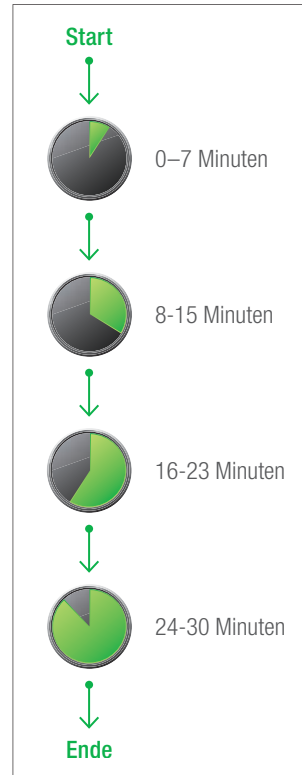 Start
0–7 Minuten
8-15 Minuten
16-23 Minuten
24-30 Minuten
Ende